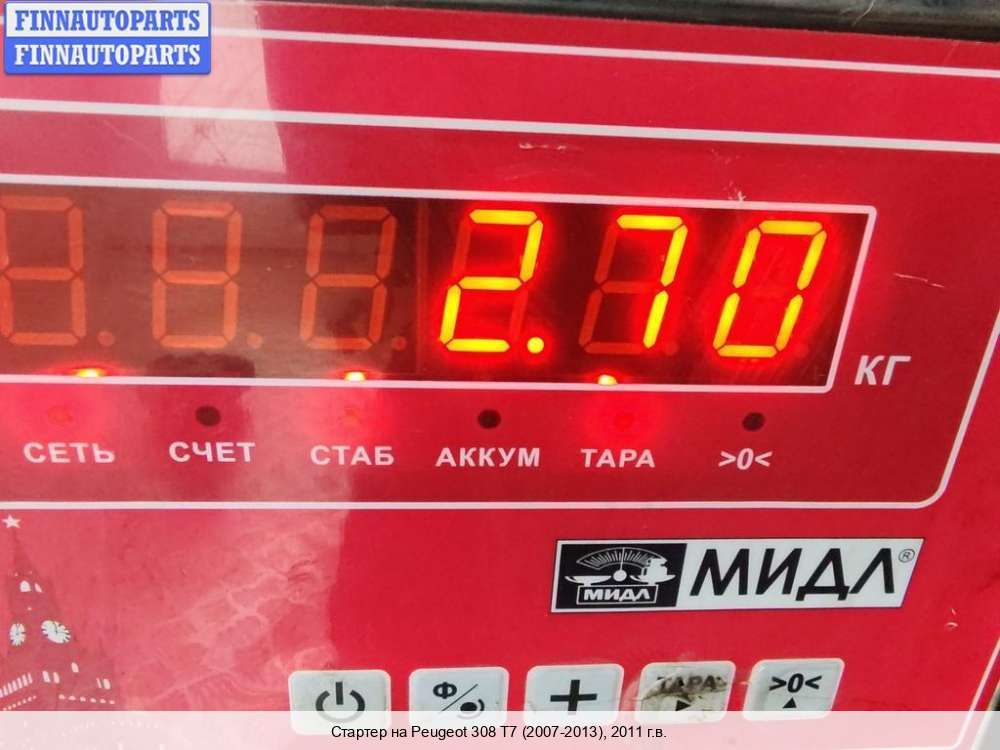 FINNAUTOPARTS
FINNAUTOPARTS
2.70
КГ
СЕТЬ СЧЕТ СТАБ АККУМ ТАРА >0<
МИДЛ МИДЛ®
Ф/ + ТАРА >0<
Стартер на Peugeot 308 T7 (2007-2013), 2011 г.в.